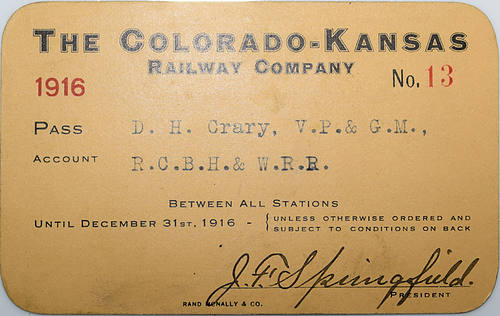 THE COLORADO-KANSAS
RAILWAY COMPANY
1916
No. 13
PASS D. H. Crary, V.P.& G.M.,
ACCOUNT R.C.B.H.& W.R.R.
BETWEEN ALL STATIONS
UNTIL DECEMBER 31ST, 1916 - { UNLESS OTHERWISE ORDERED AND
SUBJECT TO CONDITIONS ON BACK
J. F. Springfield.
PRESIDENT
RAND MCNALLY & CO.